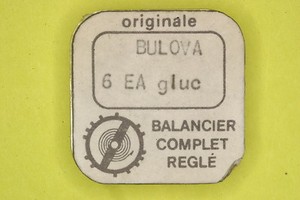 originale
BULOVA
6 EA gluc
BALANCIER
COMPLET
REGLÉ